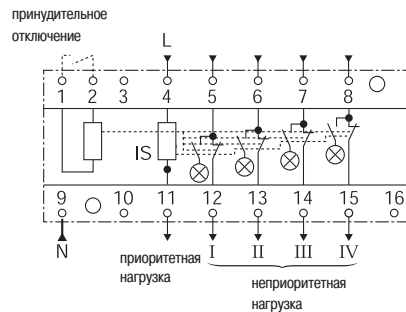 принудительное
отключение
L
1 2 3 4 5 6 7 8
IS
9 10 11 12 13 14 15 16
N
приоритетная
нагрузка
I II III IV
неприоритетная
нагрузка